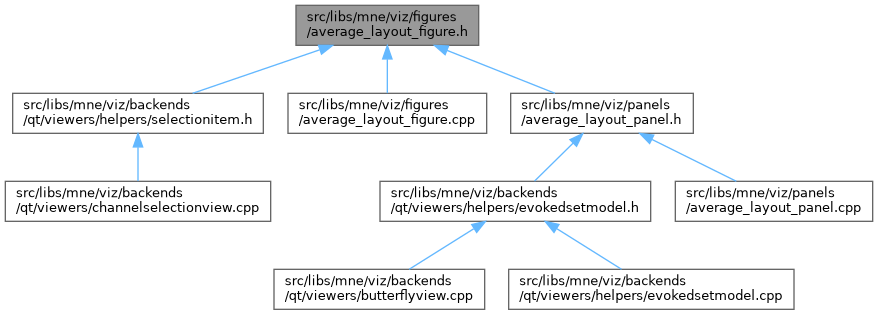 src/libs/mne/viz/figures
/average_layout_figure.h
src/libs/mne/viz/backends
/qt/viewers/helpers/selectionitem.h
src/libs/mne/viz/figures
/average_layout_figure.cpp
src/libs/mne/viz/panels
/average_layout_panel.h
src/libs/mne/viz/backends
/qt/viewers/channelselectionview.cpp
src/libs/mne/viz/backends
/qt/viewers/helpers/evokedsetmodel.h
src/libs/mne/viz/panels
/average_layout_panel.cpp
src/libs/mne/viz/backends
/qt/viewers/butterflyview.cpp
src/libs/mne/viz/backends
/qt/viewers/helpers/evokedsetmodel.cpp